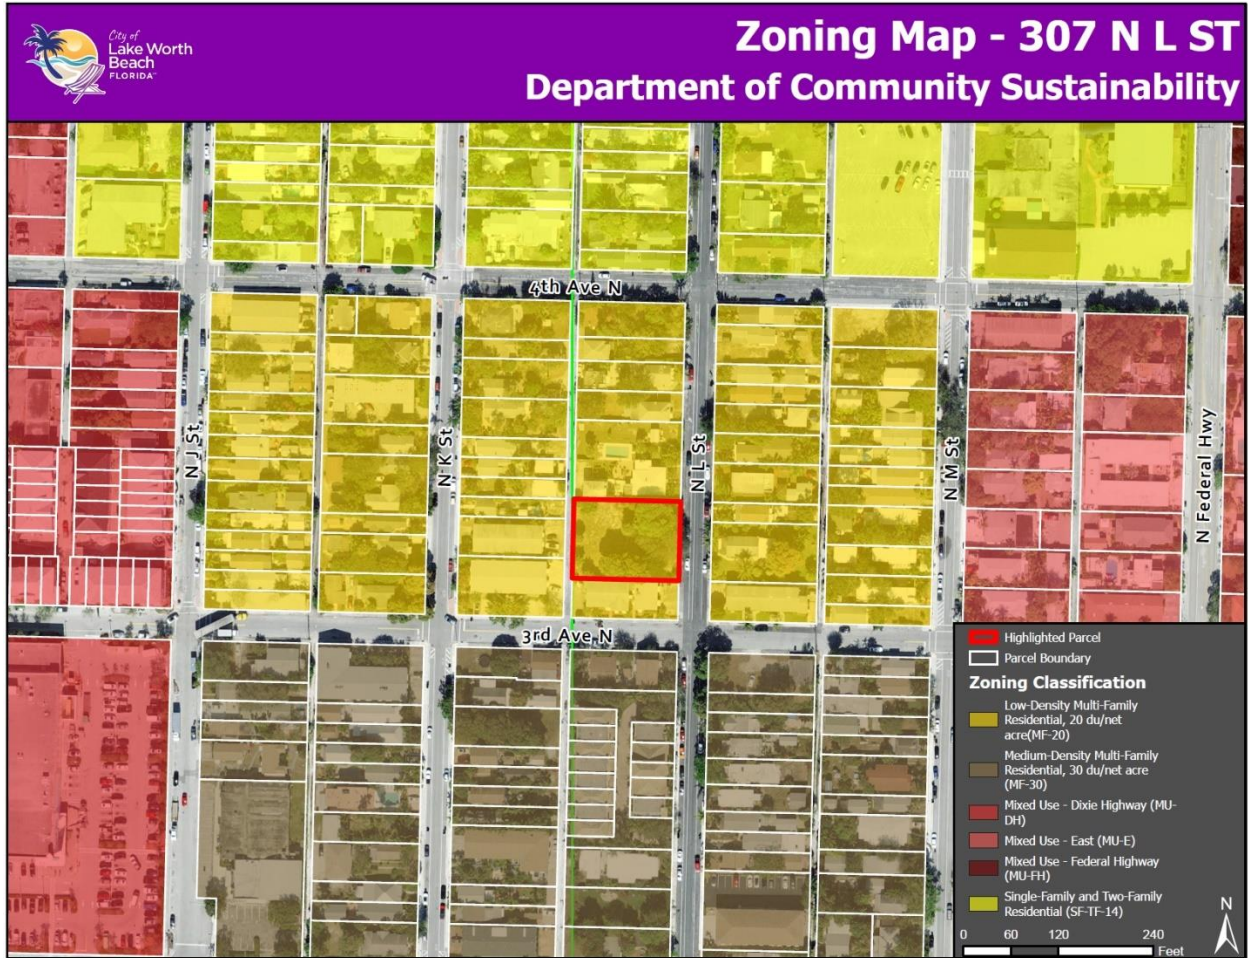 City of
Lake Worth
Beach
FLORIDA™
Zoning Map - 307 N L ST
Department of Community Sustainability
4th Ave N
N J St
N K St
N L St
N M St
N Federal Hwy
3rd Ave N
Highlighted Parcel
Parcel Boundary
Zoning Classification
Low-Density Multi-Family
Residential, 20 du/net
acre(MF-20)
Medium-Density Multi-Family
Residential, 30 du/net acre
(MF-30)
Mixed Use - Dixie Highway (MU-
DH)
Mixed Use - East (MU-E)
Mixed Use - Federal Highway
(MU-FH)
Single-Family and Two-Family
Residential (SF-TF-14)
N
0 60 120 240
Feet